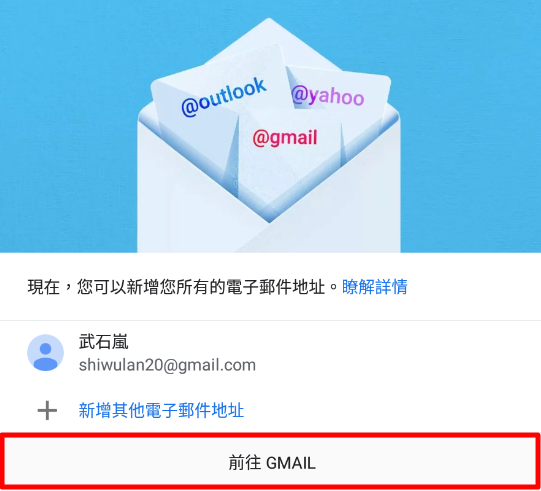 @outlook
@yahoo
@gmail
現在，您可以新增您所有的電子郵件地址。瞭解詳情
武石嵐
shiwulan20@gmail.com
新增其他電子郵件地址
前往 GMAIL